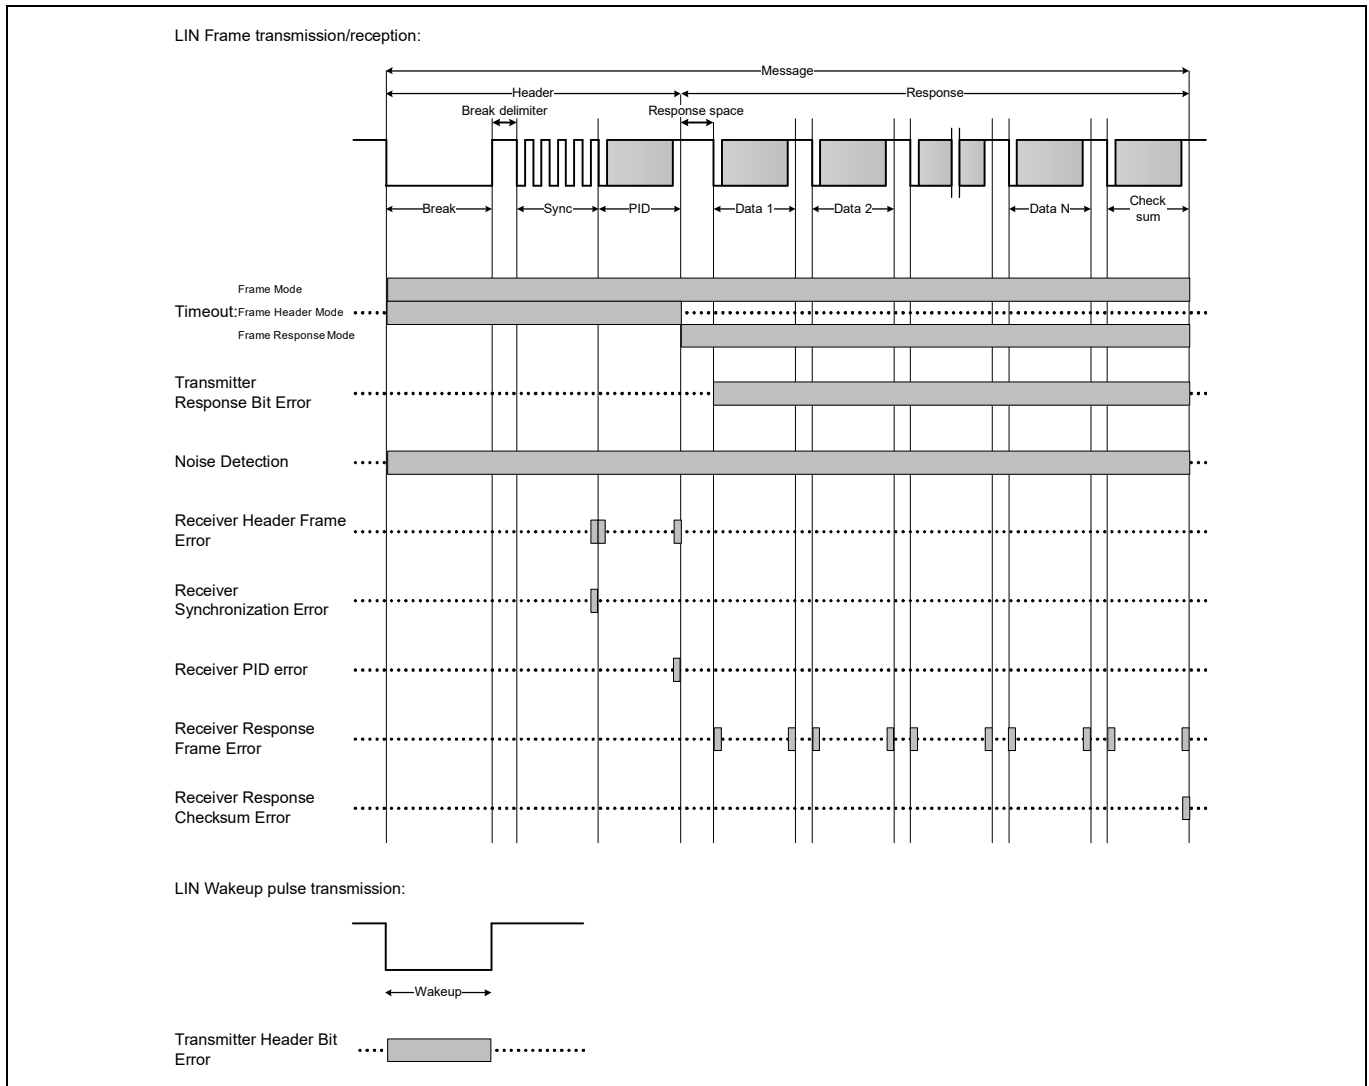 LIN Frame transmission/reception:
Message
Header
Response
Break delimiter
Response space
Break
Sync
PID
Data 1
Data 2
Data N
Check
sum
Frame Mode
Timeout:
Frame Header Mode
Frame Response Mode
Transmitter
Response Bit Error
Noise Detection
Receiver Header Frame
Error
Receiver
Synchronization Error
Receiver PID error
Receiver Response
Frame Error
Receiver Response
Checksum Error
LIN Wakeup pulse transmission:
Wakeup
Transmitter Header Bit
Error